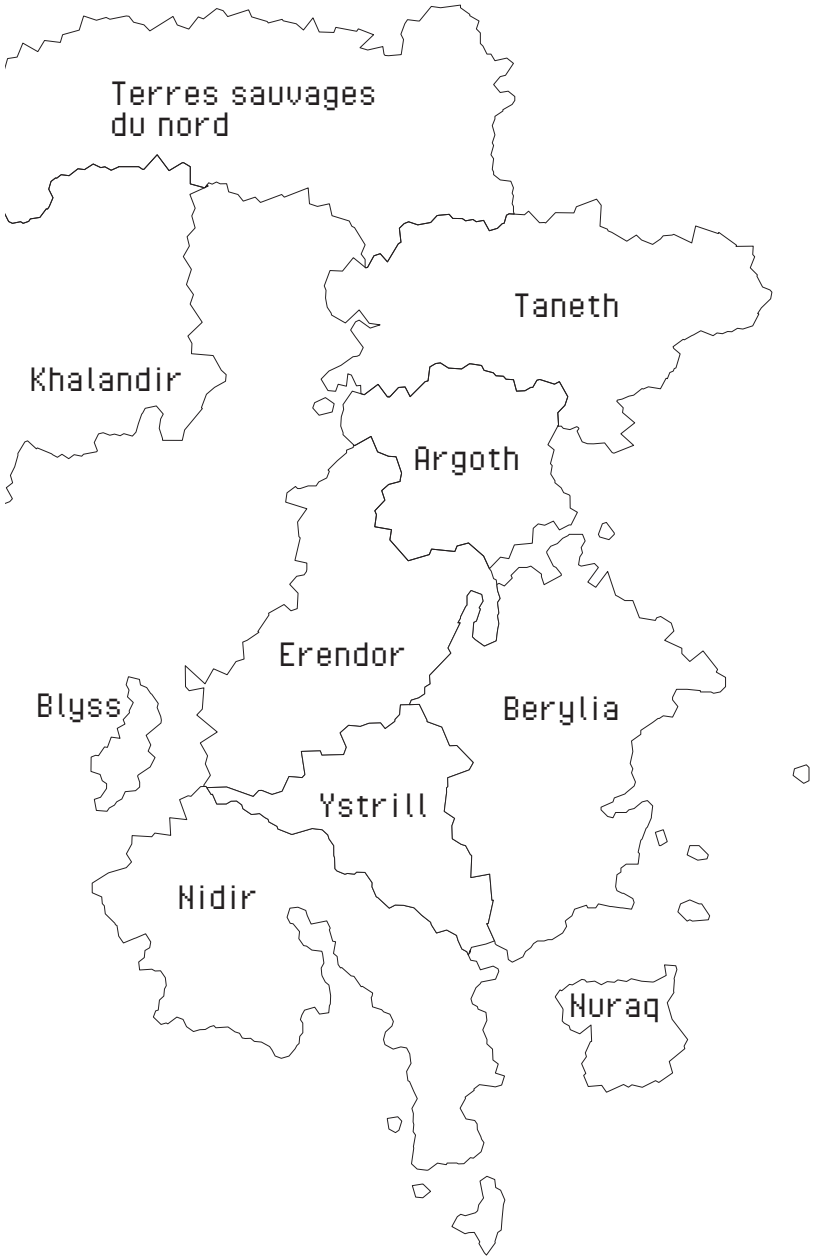 Terres sauvages
du nord
Taneth
Khalandir
Argoth
Erendor
Blyss
Berylia
Ystrill
Nidir
Nuraq